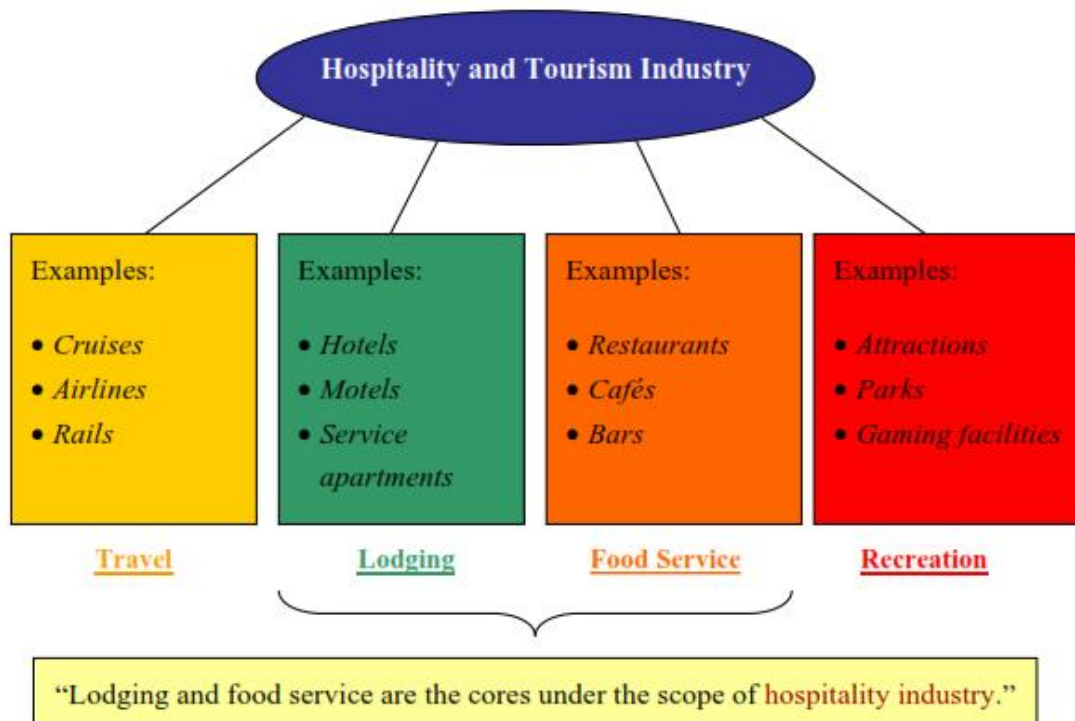 Hospitality and Tourism Industry
Examples:
• Cruises
• Airlines
• Rails
Travel
Examples:
• Hotels
• Motels
• Service
apartments
Lodging
Examples:
• Restaurants
• Cafés
• Bars
Food Service
Examples:
• Attractions
• Parks
• Gaming facilities
Recreation
“Lodging and food service are the cores under the scope of hospitality industry.”